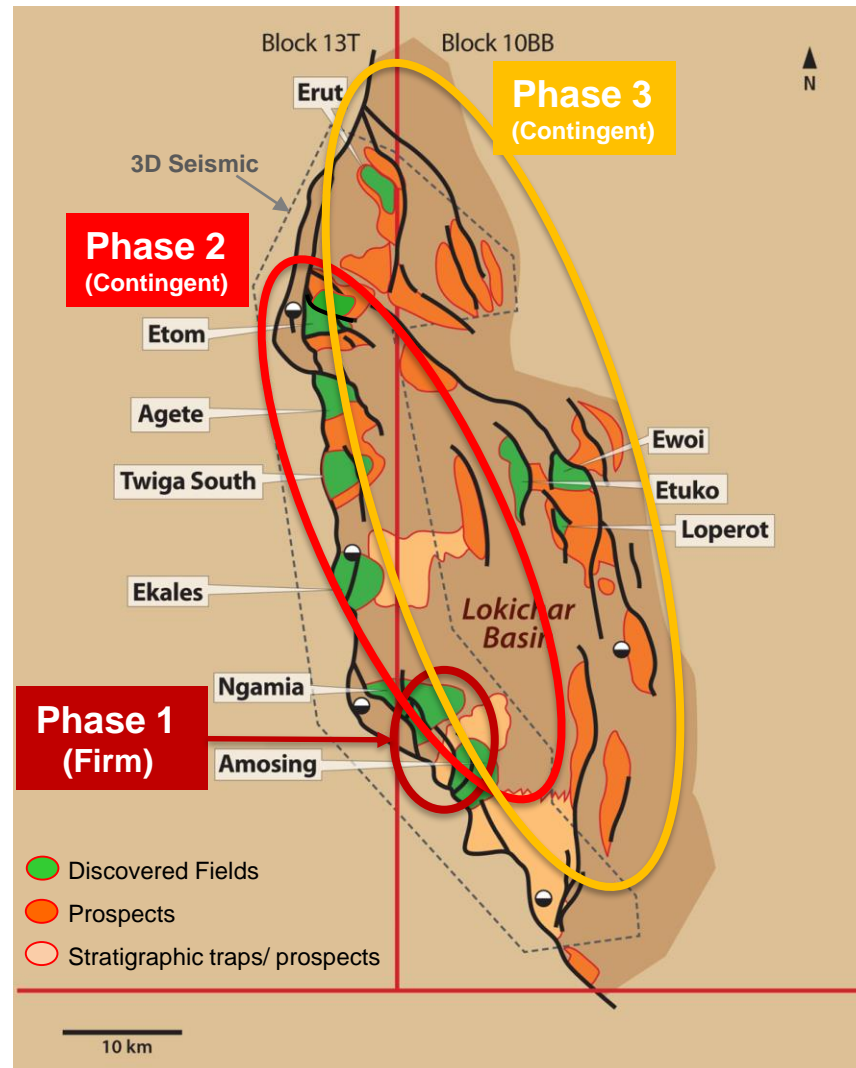 Block 13T
Block 10BB
N
Erut
Phase 3
(Contingent)
3D Seismic
Phase 2
(Contingent)
Etom
Agete
Ewoi
Twiga South
Etuko
Loperot
Ekales
Lokichar
Basin
Ngamia
Phase 1
(Firm)
Amosing
Discovered Fields
Prospects
Stratigraphic traps/ prospects
10 km